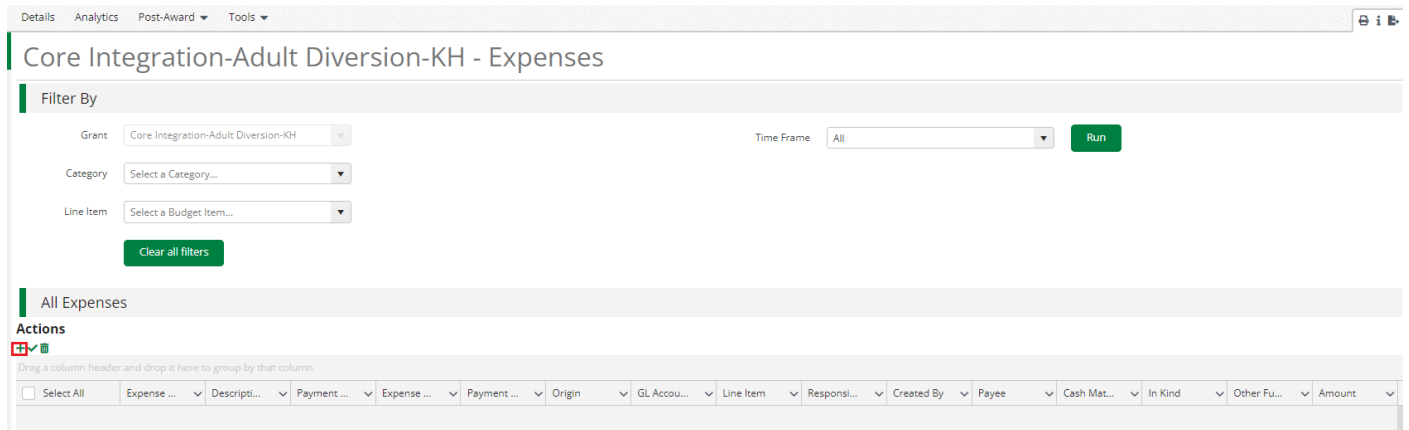 Details Analytics Post-Award Tools
Core Integration-Adult Diversion-KH - Expenses
Filter By
Grant Core Integration-Adult Diversion-KH Time Frame All Run
Category Select a Category...
Line Item Select a Budget Item...
Clear all filters
All Expenses
Actions
Drag a column header and drop it here to group by that column
Select All Expense ... Descripti... Payment ... Expense ... Payment ... Origin GL Accou... Line Item Responsi... Created By Payee Cash Mat... In Kind Other Fu... Amount